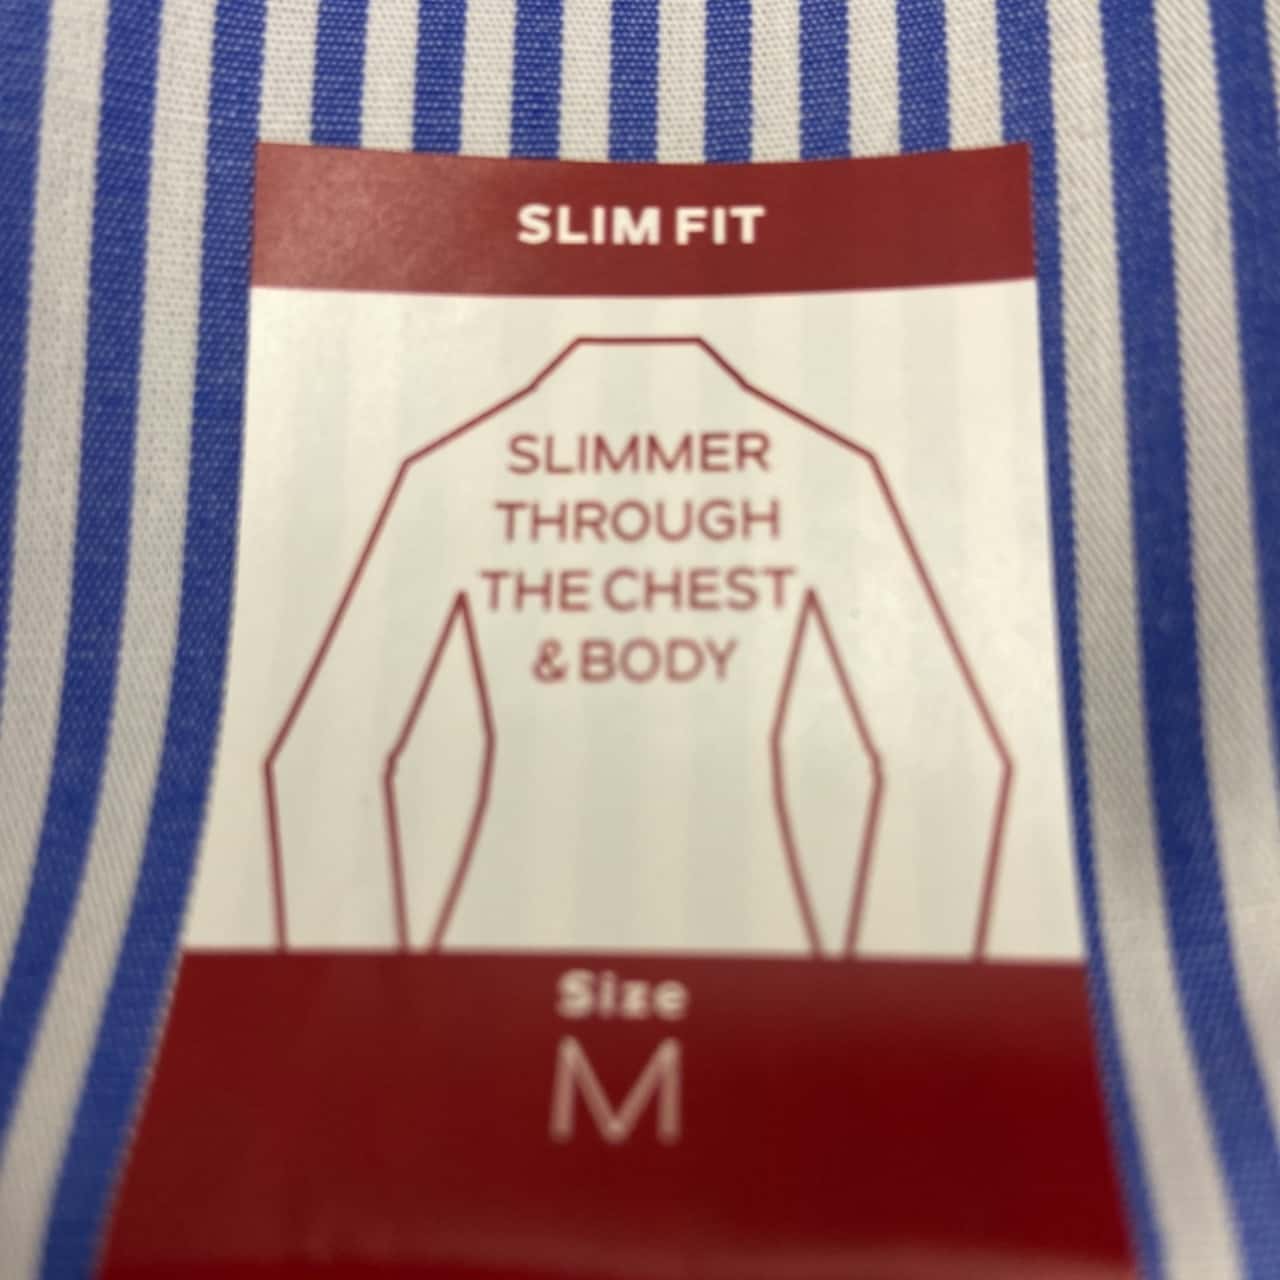 SLIM FIT
SLIMMER
THROUGH
THE CHEST
& BODY
Size
M